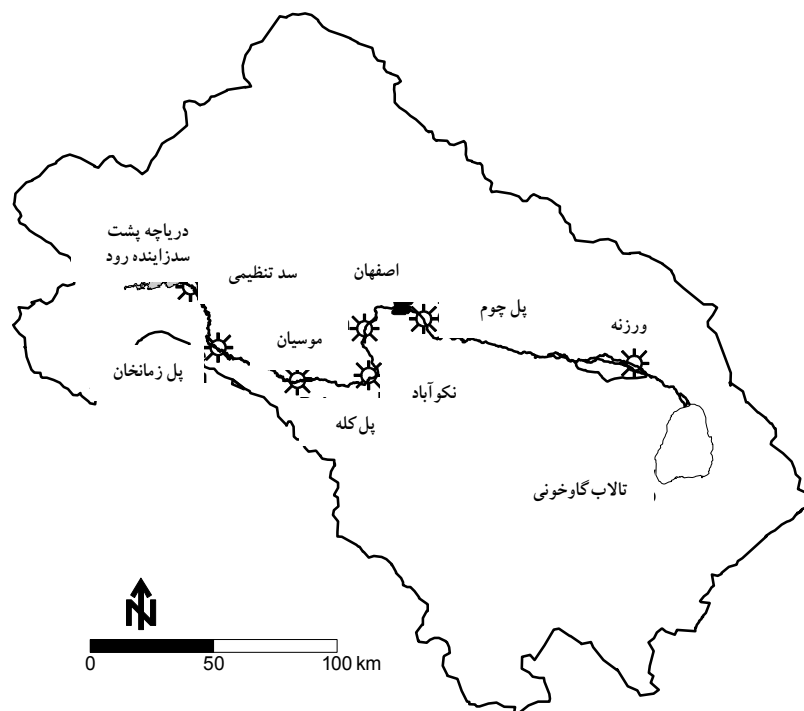 دریاچه پشت
سدزاینده رود
سد تنظیمی
اصفهان
پل چوم
ورزنه
موسیان
پل زمانخان
نکوآباد
پل کله
تالاب گاوخونی
N
0 50 100 km